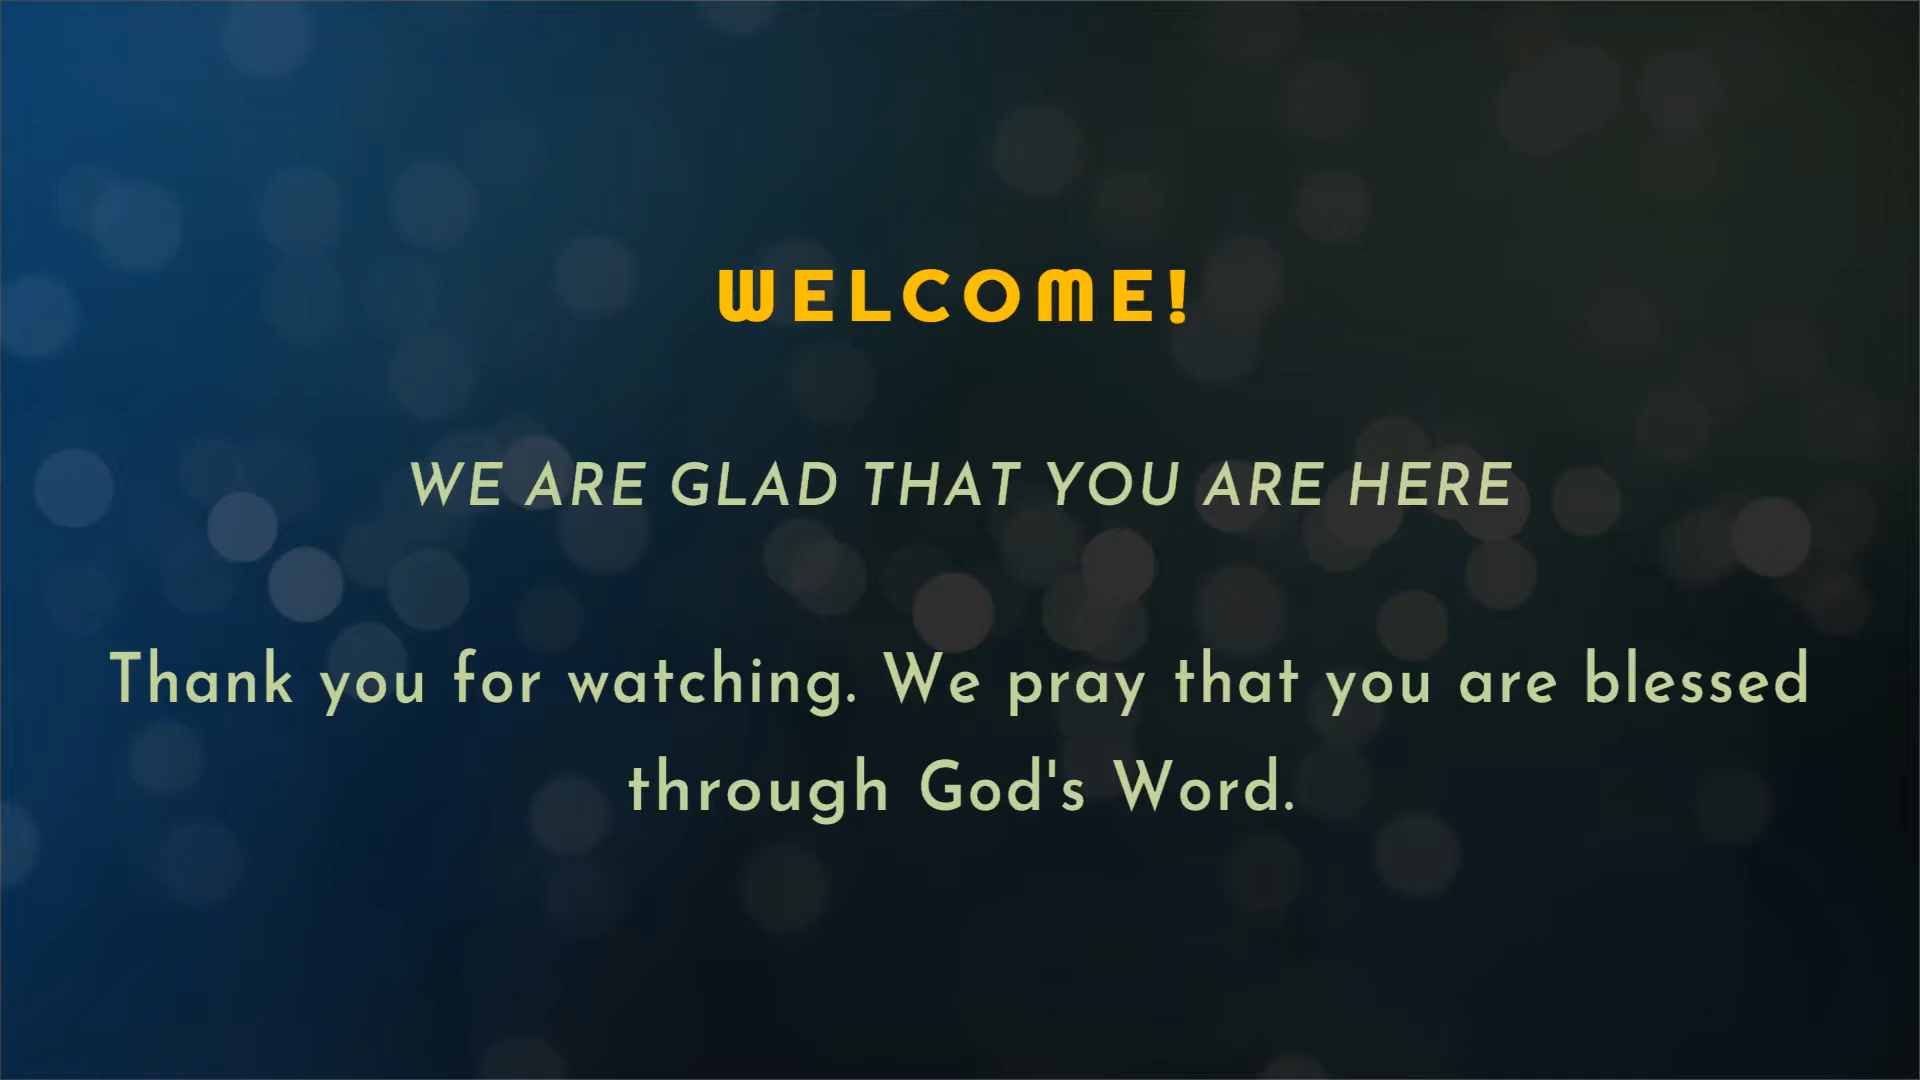 WELCOME!
WE ARE GLAD THAT YOU ARE HERE
Thank you for watching. We pray that you are blessed
through God's Word.